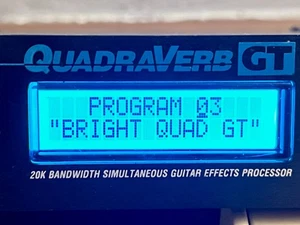 QUADRAVERB GT
PROGRAM 03
"BRIGHT QUAD GT"
20K BANDWIDTH SIMULTANEOUS GUITAR EFFECTS PROCESSOR